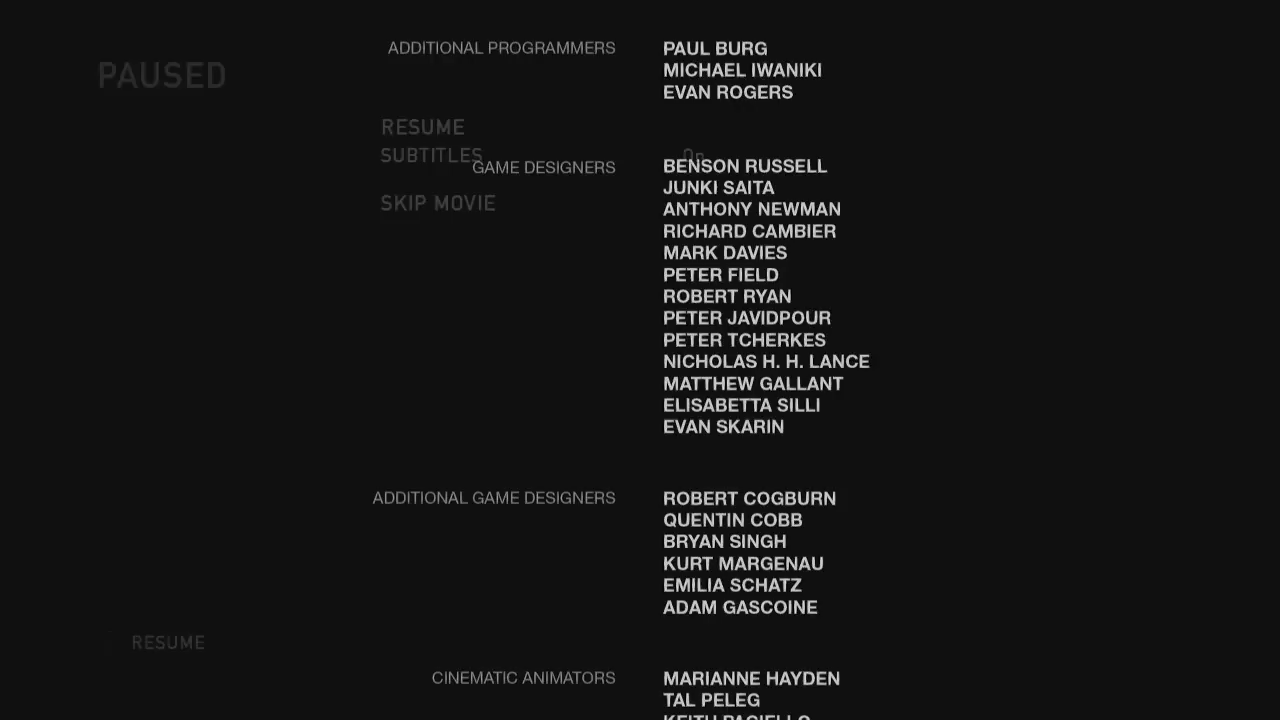 PAUSED
RESUME
SUBTITLES On
SKIP MOVIE
ADDITIONAL PROGRAMMERS PAUL BURG
MICHAEL IWANIKI
EVAN ROGERS
GAME DESIGNERS BENSON RUSSELL
JUNKI SAITA
ANTHONY NEWMAN
RICHARD CAMBIER
MARK DAVIES
PETER FIELD
ROBERT RYAN
PETER JAVIDPOUR
PETER TCHERKES
NICHOLAS H. H. LANCE
MATTHEW GALLANT
ELISABETTA SILLI
EVAN SKARIN
ADDITIONAL GAME DESIGNERS ROBERT COGBURN
QUENTIN COBB
BRYAN SINGH
KURT MARGENAU
EMILIA SCHATZ
ADAM GASCOINE
RESUME
CINEMATIC ANIMATORS MARIANNE HAYDEN
TAL PELEG